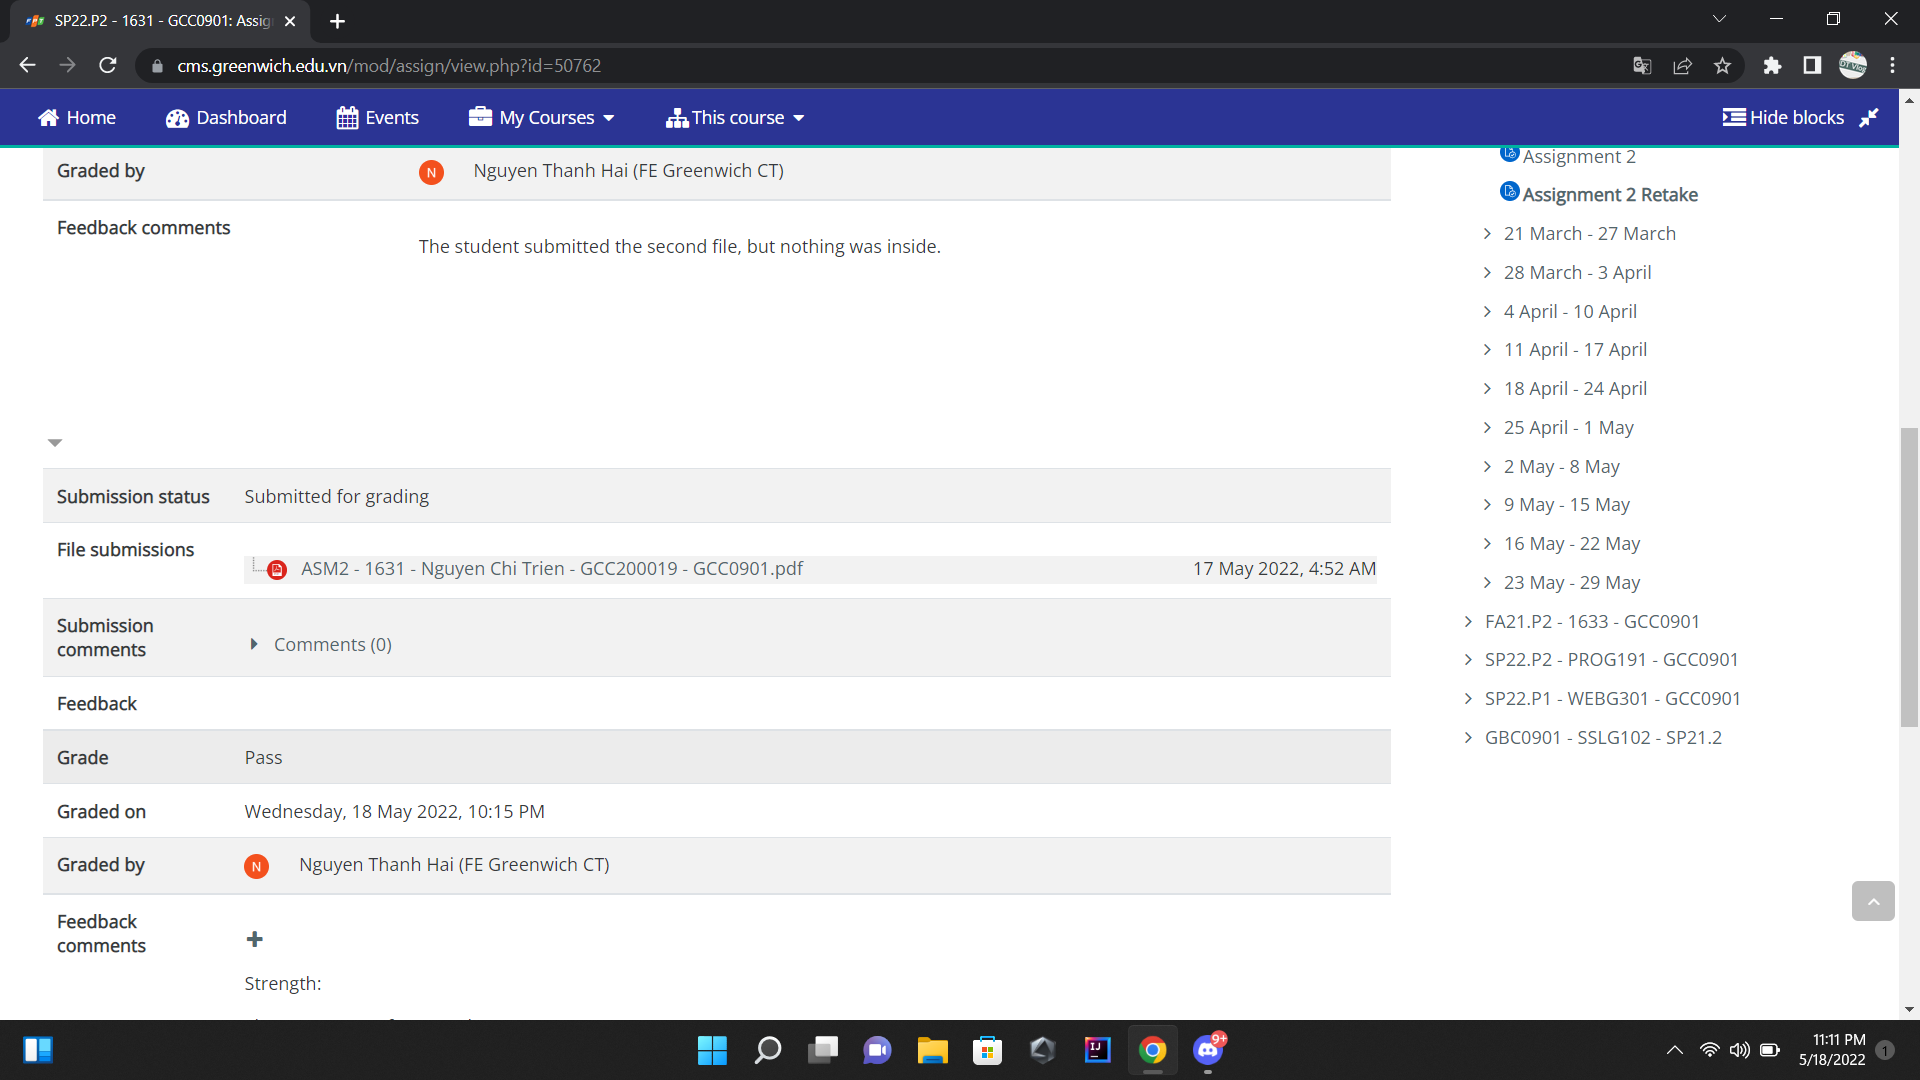 SP22.P2 - 1631 - GCC0901: Assig
cms.greenwich.edu.vn/mod/assign/view.php?id=50762
Home
Dashboard
Events
My Courses
This course
Hide blocks
Graded by
N
Nguyen Thanh Hai (FE Greenwich CT)
Feedback comments
The student submitted the second file, but nothing was inside.
Submission status
Submitted for grading
File submissions
ASM2 - 1631 - Nguyen Chi Trien - GCC200019 - GCC0901.pdf
17 May 2022, 4:52 AM
Submission
comments
Comments (0)
Feedback
Grade
Pass
Graded on
Wednesday, 18 May 2022, 10:15 PM
Graded by
N
Nguyen Thanh Hai (FE Greenwich CT)
Feedback
comments
Strength:
Assignment 2
Assignment 2 Retake
21 March - 27 March
28 March - 3 April
4 April - 10 April
11 April - 17 April
18 April - 24 April
25 April - 1 May
2 May - 8 May
9 May - 15 May
16 May - 22 May
23 May - 29 May
FA21.P2 - 1633 - GCC0901
SP22.P2 - PROG191 - GCC0901
SP22.P1 - WEBG301 - GCC0901
GBC0901 - SSLG102 - SP21.2
IJ
9+
11:11 PM
5/18/2022
1